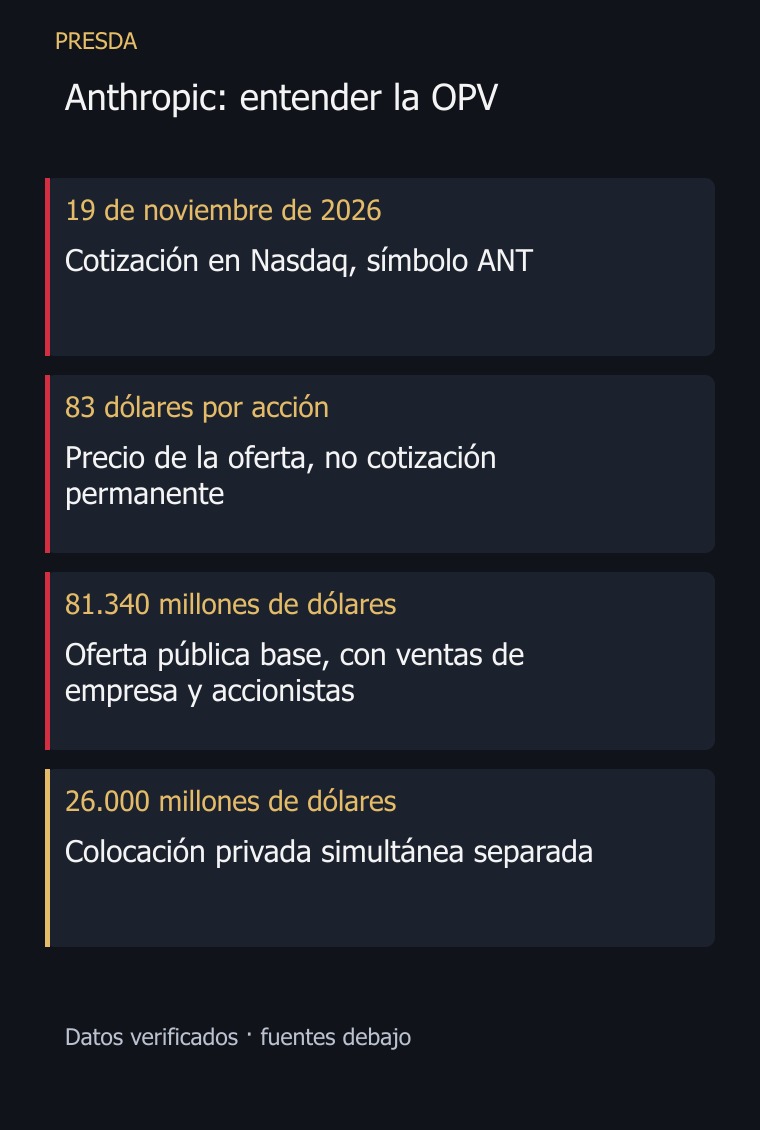 PRESDA
Anthropic: entender la OPV
19 de noviembre de 2026
Cotización en Nasdaq, símbolo ANT
83 dólares por acción
Precio de la oferta, no cotización
permanente
81.340 millones de dólares
Oferta pública base, con ventas de
empresa y accionistas
26.000 millones de dólares
Colocación privada simultánea separada
Datos verificados · fuentes debajo